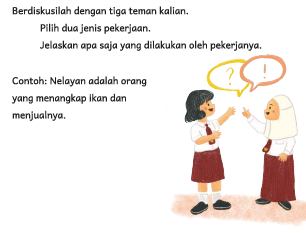 Berdiskusilah dengan tiga teman kalian.
Pilih dua jenis pekerjaan.
Jelaskan apa saja yang dilakukan oleh pekerjanya.
Contoh: Nelayan adalah orang
yang menangkap ikan dan
menjualnya.
? !